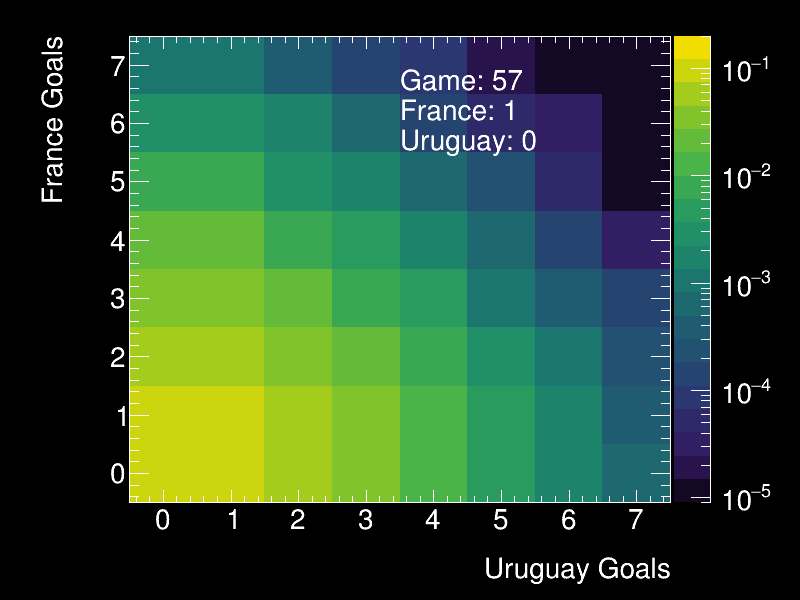 France Goals
7
6
5
4
3
2
1
0
Game: 57
France: 1
Uruguay: 0
10⁻¹
10⁻²
10⁻³
10⁻⁴
10⁻⁵
0 1 2 3 4 5 6 7
Uruguay Goals